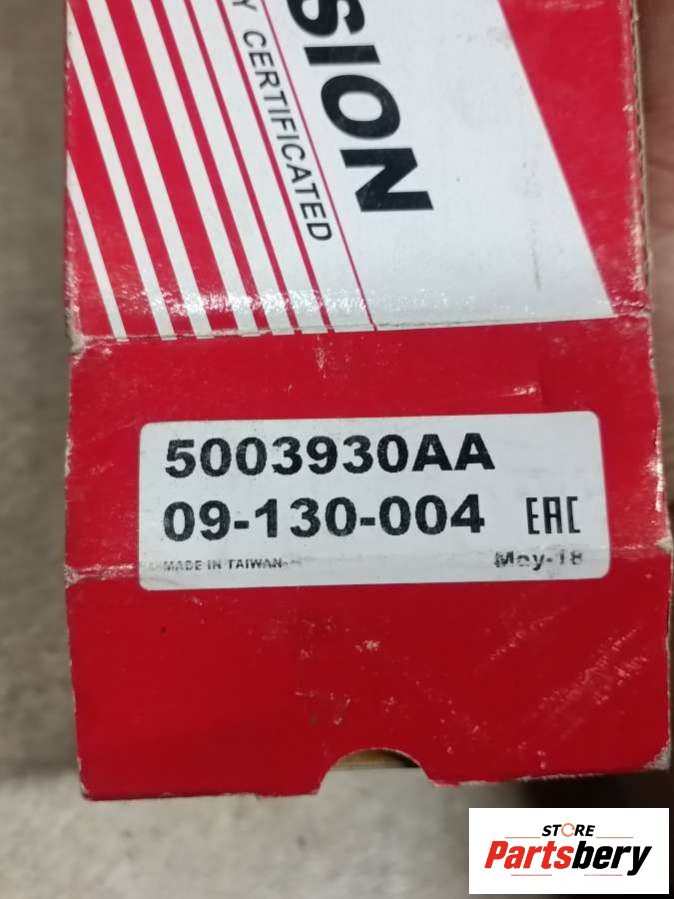 SION
Y CERTIFICATED
5003930AA
09-130-004 EAC
MADE IN TAIWAN
May-18
STORE
Partsbery